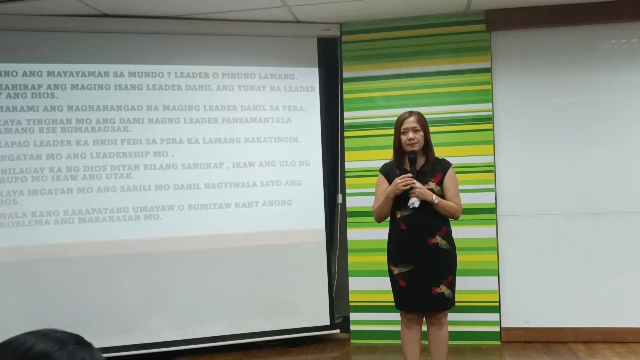 INO ANG MAYAYAMAN SA MUNDO ? LEADER O PINUNO LAMANG.
MAHIRAP ANG MAGING ISANG LEADER DAHIL ANG TUNAY NA LEADER
Y ANG DIOS.
MARAMI ANG NAGHAHANGAD NA MAGING LEADER DAHIL SA PERA.
KAYA TINGNAN MO ANG DAMI NAGNG LEADER PANSAMANTALA
LAMANG KSE BUMABAGSAK.
KAPAG LEADER KA HNDI PEDI SA PERA KA LAMANG NAKATINGIN.
INGATAN MO ANG LEADERSHIP MO ,
INILAGAY KA NG DIOS DIYAN BILANG SANGKAP , IKAW ANG ULO NG
GRUPO MO IKAW ANG UTAK.
KAYA INGATAN MO ANG SARILI MO DAHIL NAGTIWALA SAYO ANG
DIOS.
WALA KANG KARAPATANG UMAYAW O BUMITAW KAHT ANONG
PROBLEMA ANG MARANASAN MO.